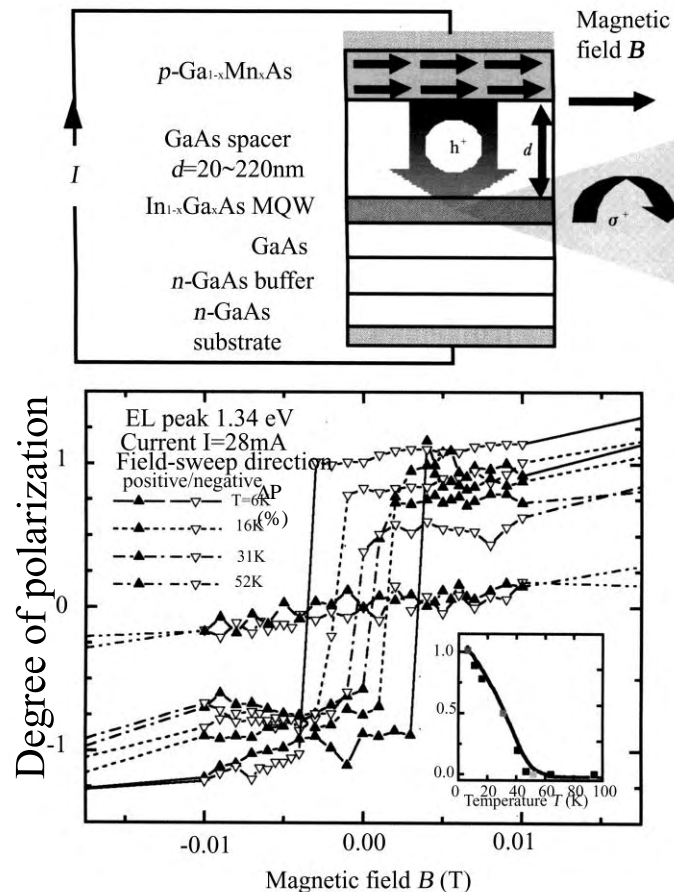 Magnetic
field B
p-Ga₁₋ₓMnₓAs
I
GaAs spacer
d=20~220nm
h⁺
d
In₁₋ₓGaₓAs MQW
σ⁺
GaAs
n-GaAs buffer
n-GaAs
substrate
EL peak 1.34 eV
Current I=28mA
Field-sweep direction
positive/negative
ΔP
(%)
T=6K
16K
31K
52K
Degree of polarization
1
0
-1
1.0
0.5
0.0
0 20 40 60 80 100
Temperature T (K)
-0.01 0.00 0.01
Magnetic field B (T)